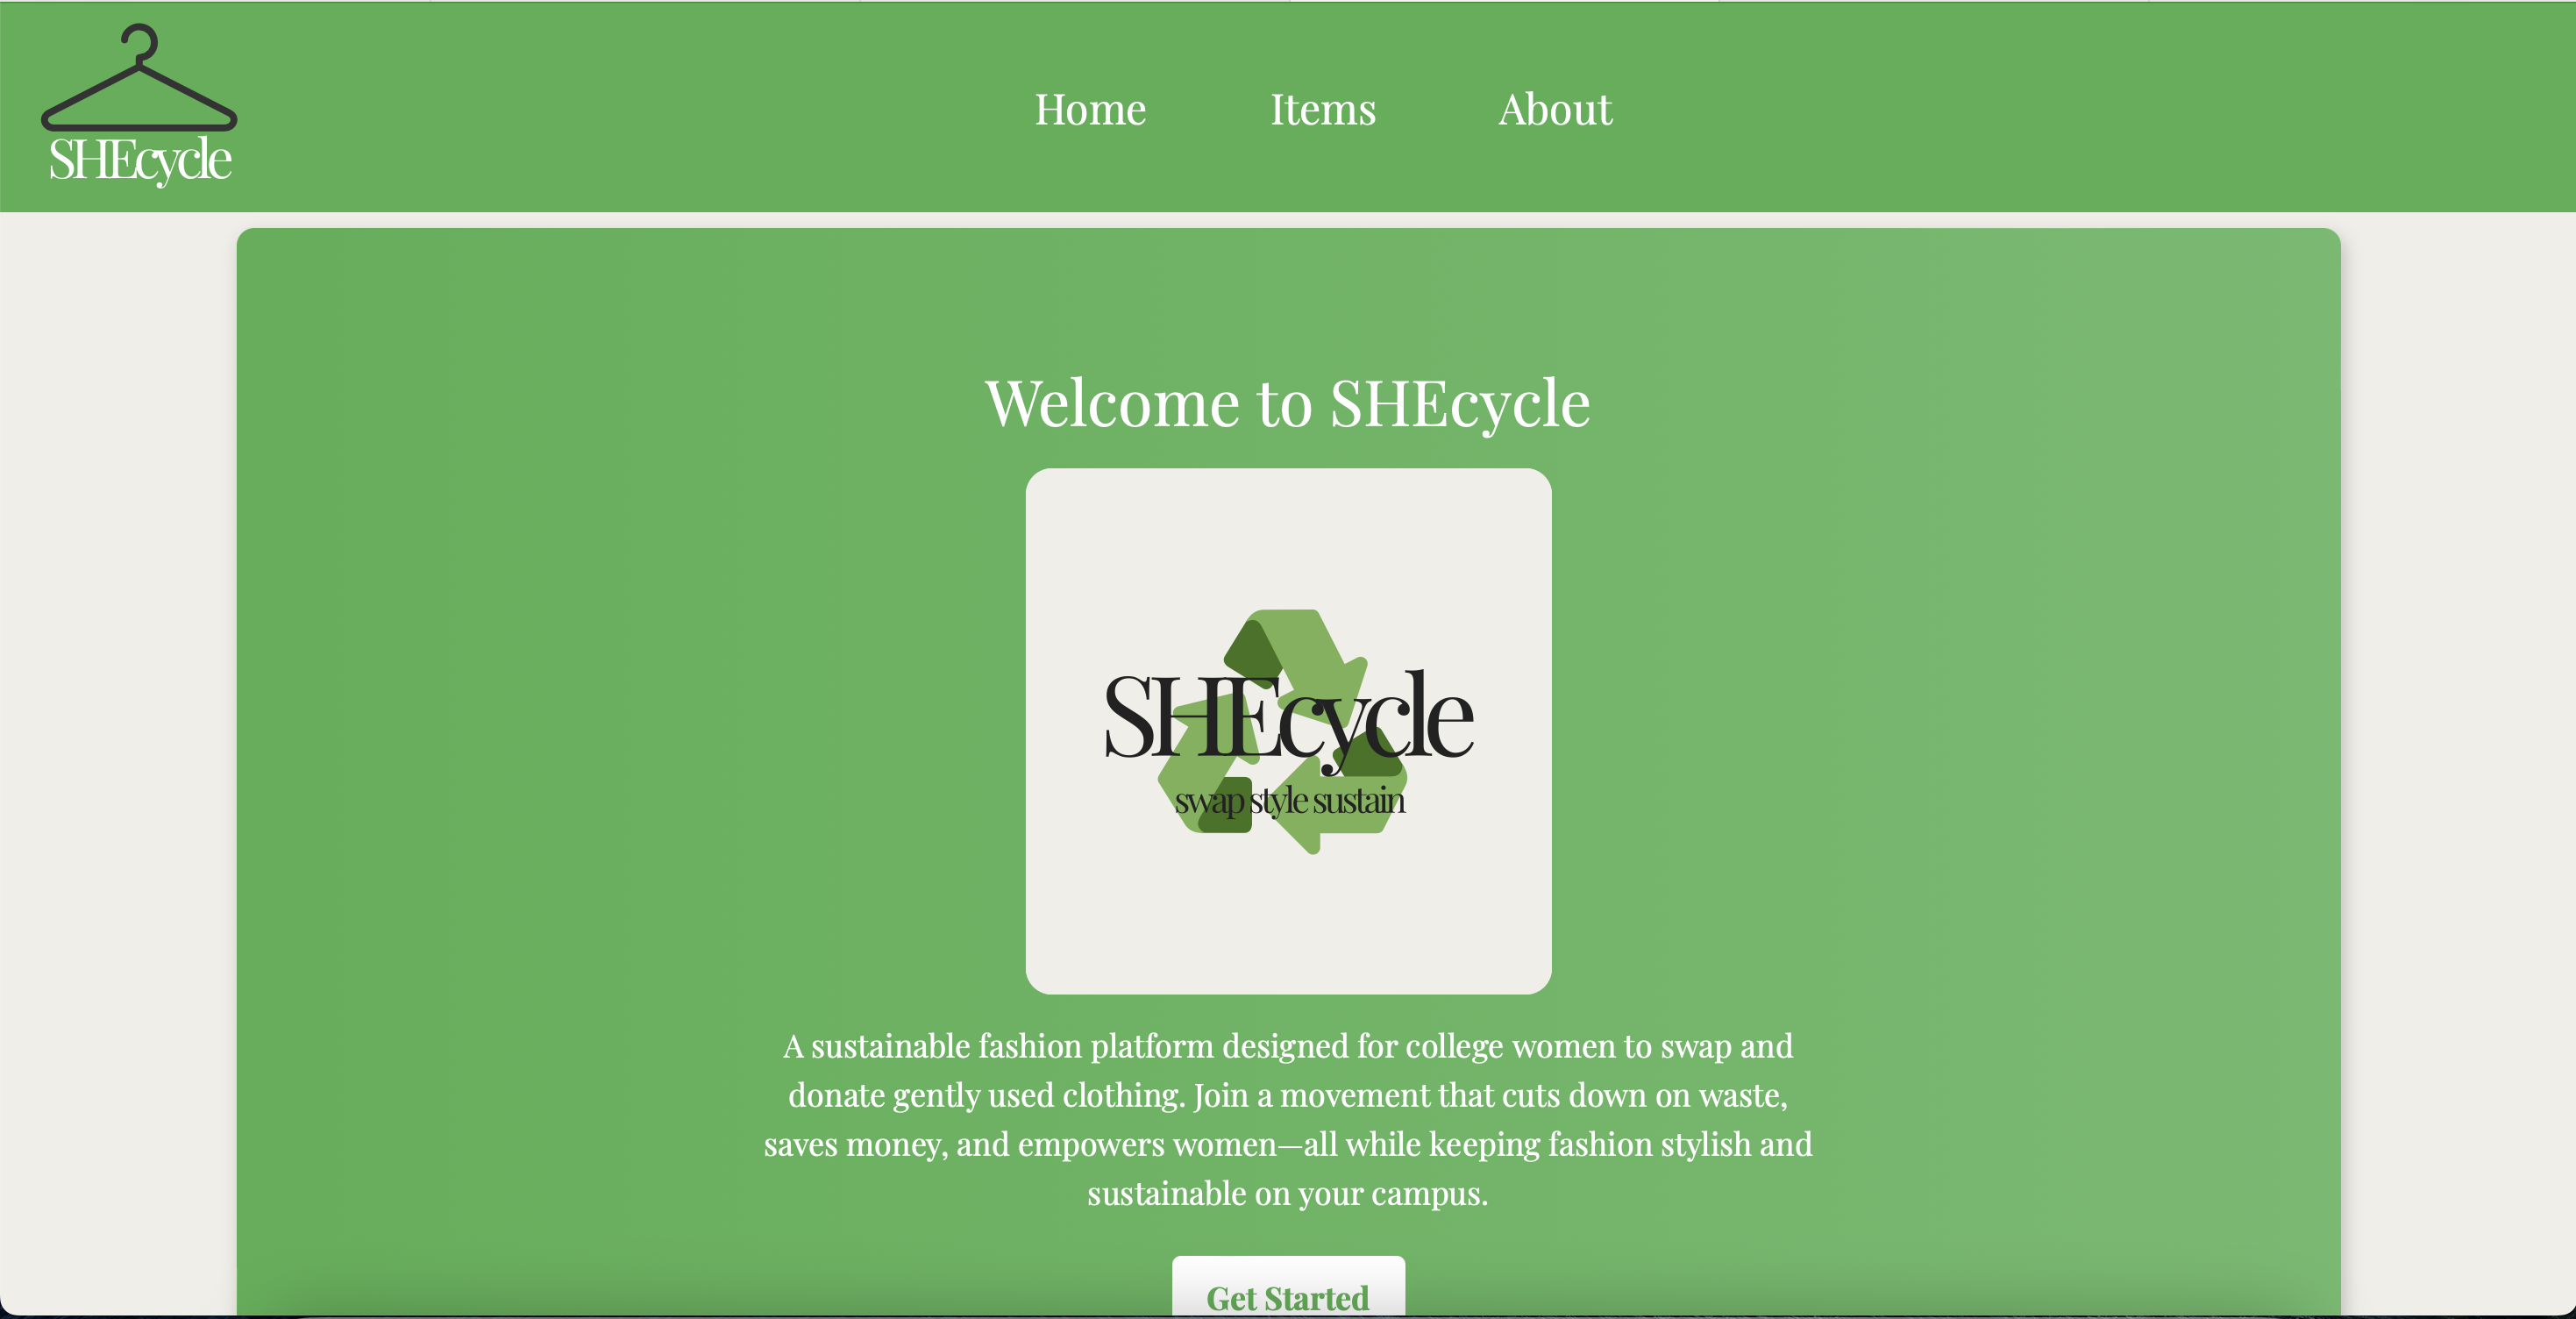 SHEcycle
Home Items About
Welcome to SHEcycle
SHEcycle
swap style sustain
A sustainable fashion platform designed for college women to swap and
donate gently used clothing. Join a movement that cuts down on waste,
saves money, and empowers women—all while keeping fashion stylish and
sustainable on your campus.
Get Started